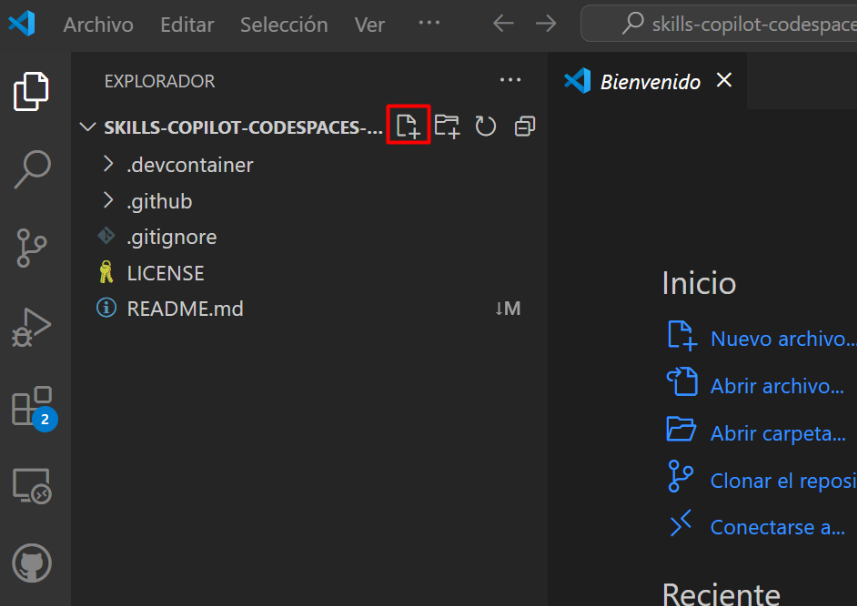 Archivo Editar Selección Ver ··· skills-copilot-codespace
EXPLORADOR ···
Bienvenido
SKILLS-COPILOT-CODESPACES-...
.devcontainer
.github
.gitignore
LICENSE
README.md ↓M
2
Inicio
Nuevo archivo...
Abrir archivo...
Abrir carpeta...
Clonar el reposi
Conectarse a...
Reciente